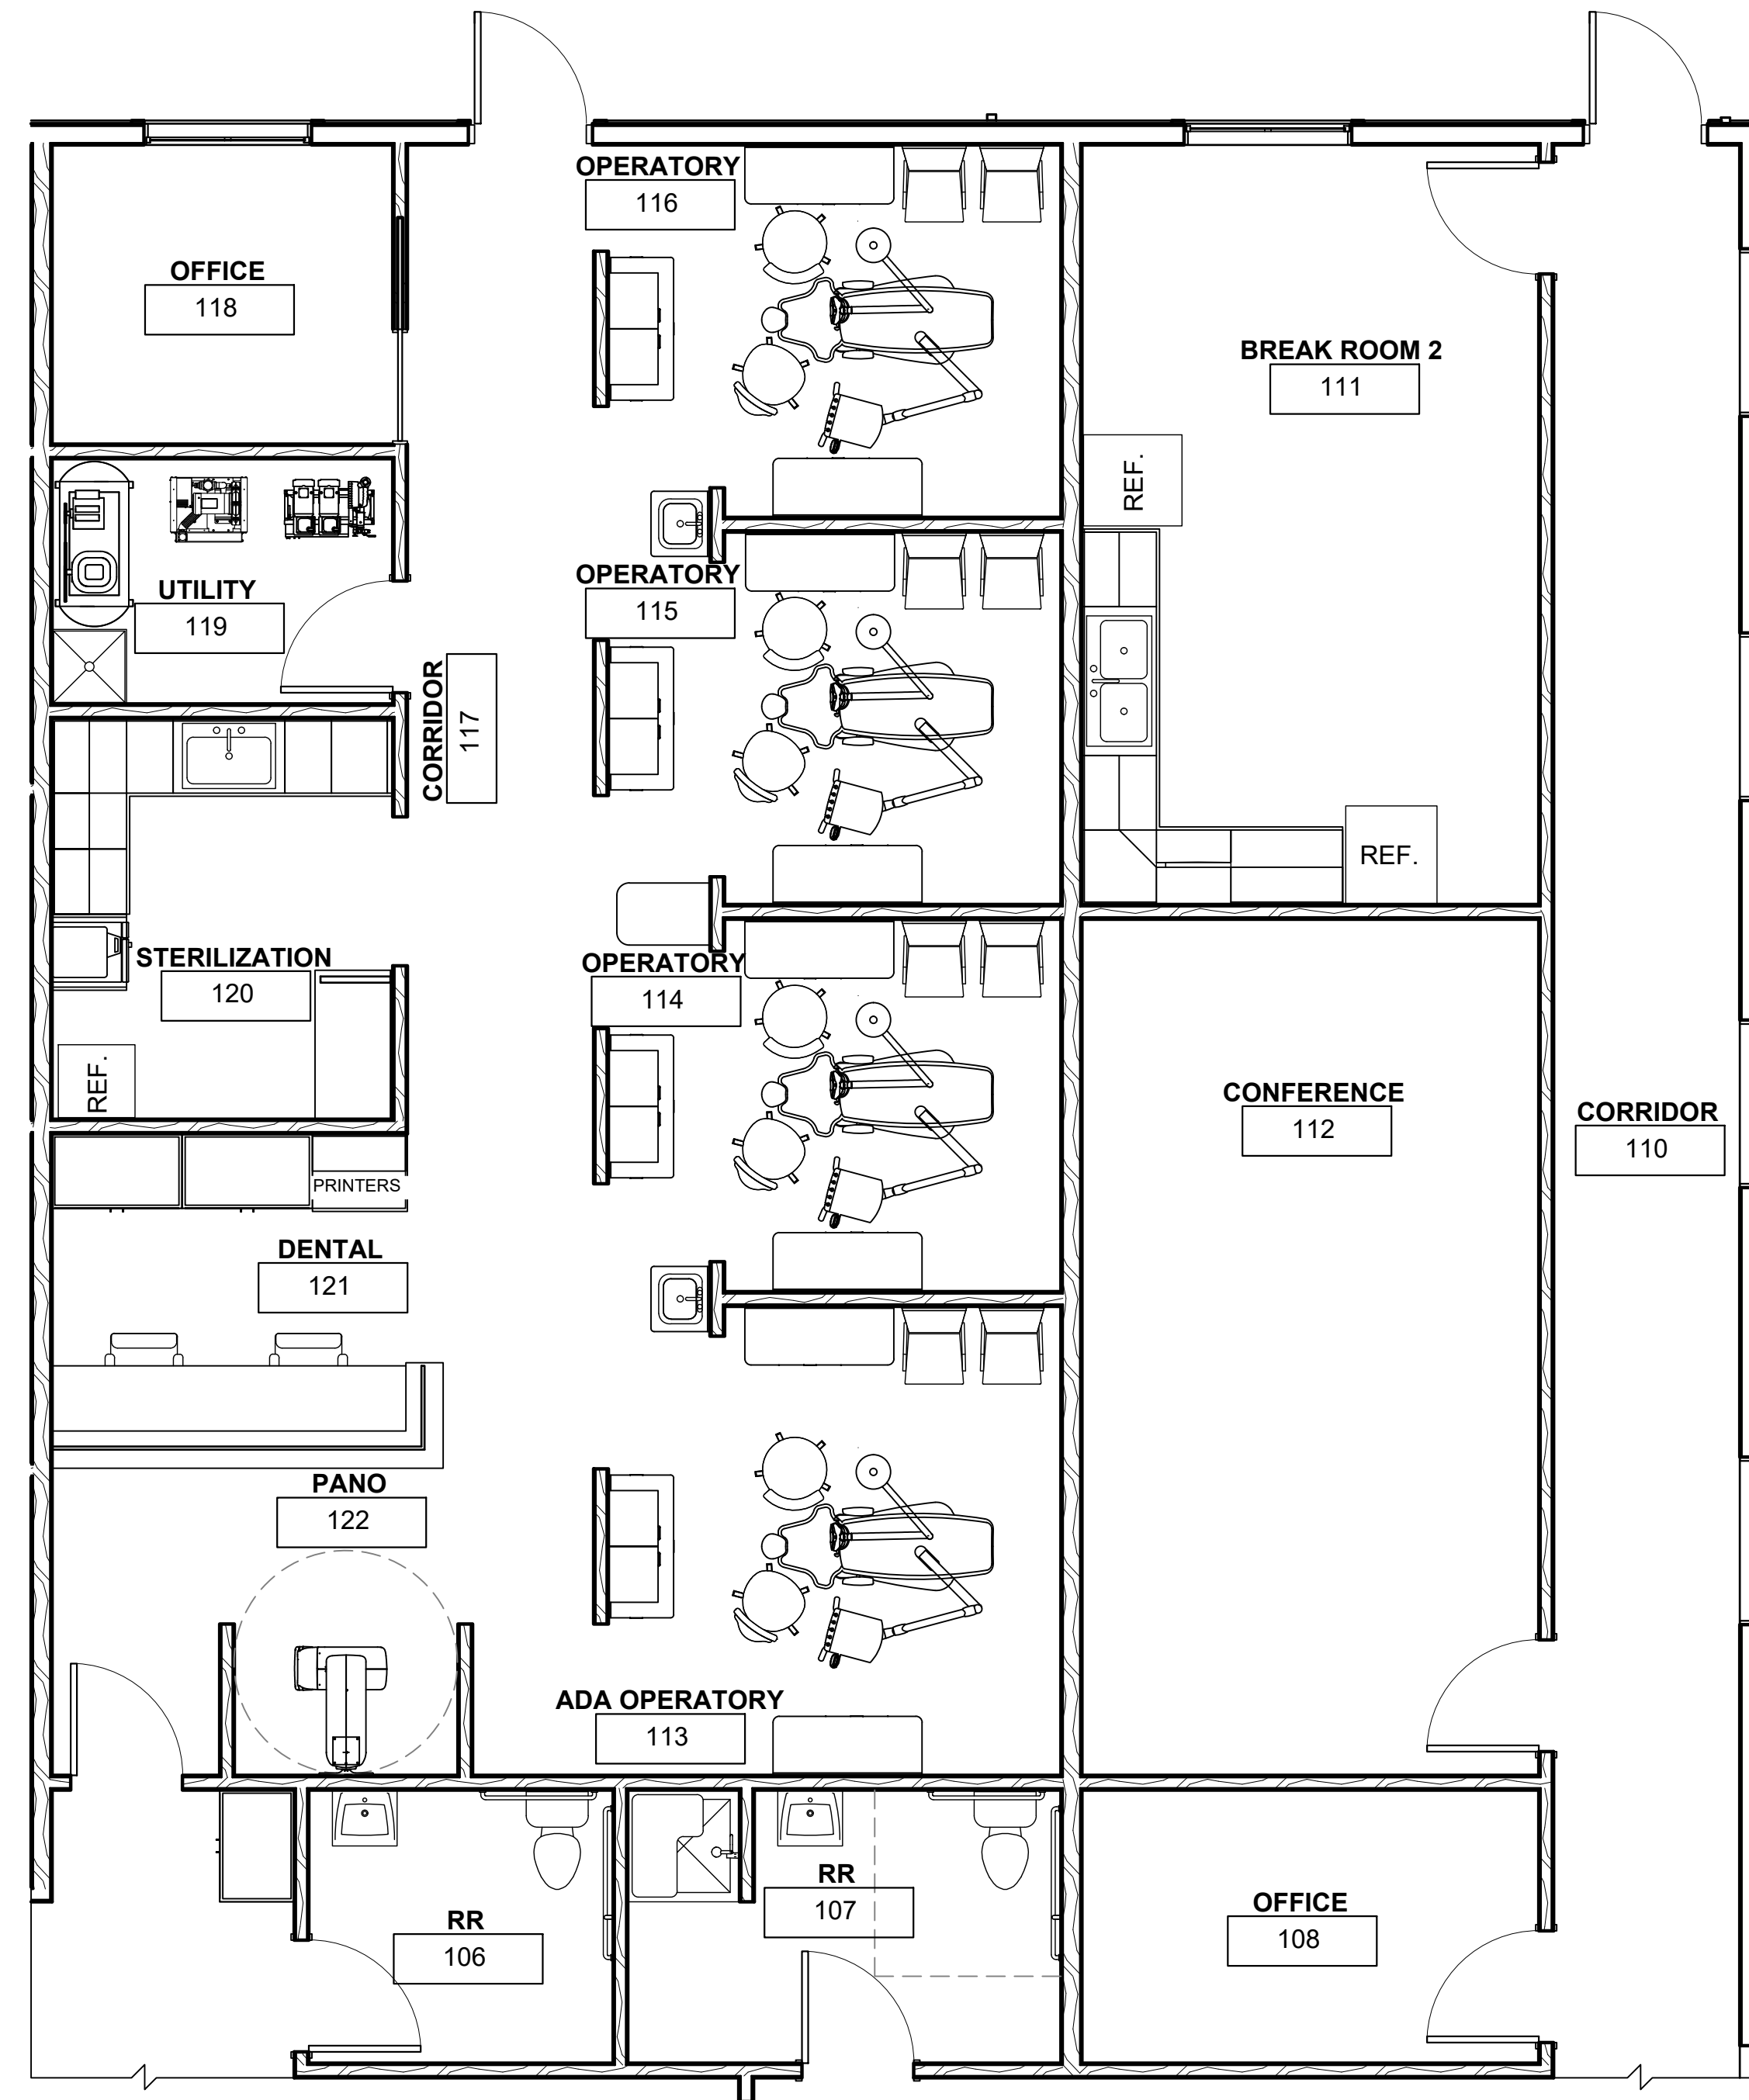 OPERATORY
116
OFFICE
118
BREAK ROOM 2
111
REF.
OPERATORY
115
UTILITY
119
CORRIDOR
117
REF.
STERILIZATION
120
OPERATORY
114
REF.
CONFERENCE
112
CORRIDOR
110
PRINTERS
DENTAL
121
PANO
122
ADA OPERATORY
113
RR
107
OFFICE
108
RR
106